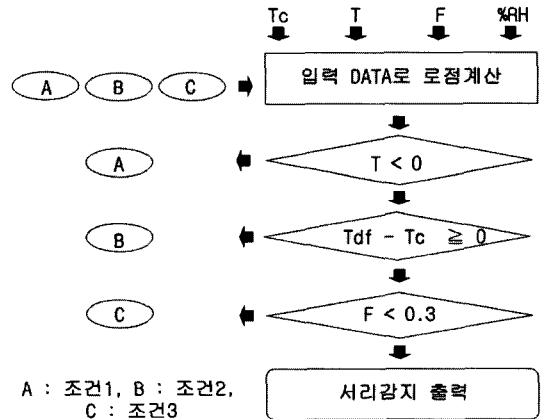 Tc T F %RH
A B C 입력 DATA로 로점계산
A T < 0
B Tdf - Tc ≧ 0
C F < 0.3
A : 조건1, B : 조건2,
C : 조건3
서리감지 출력